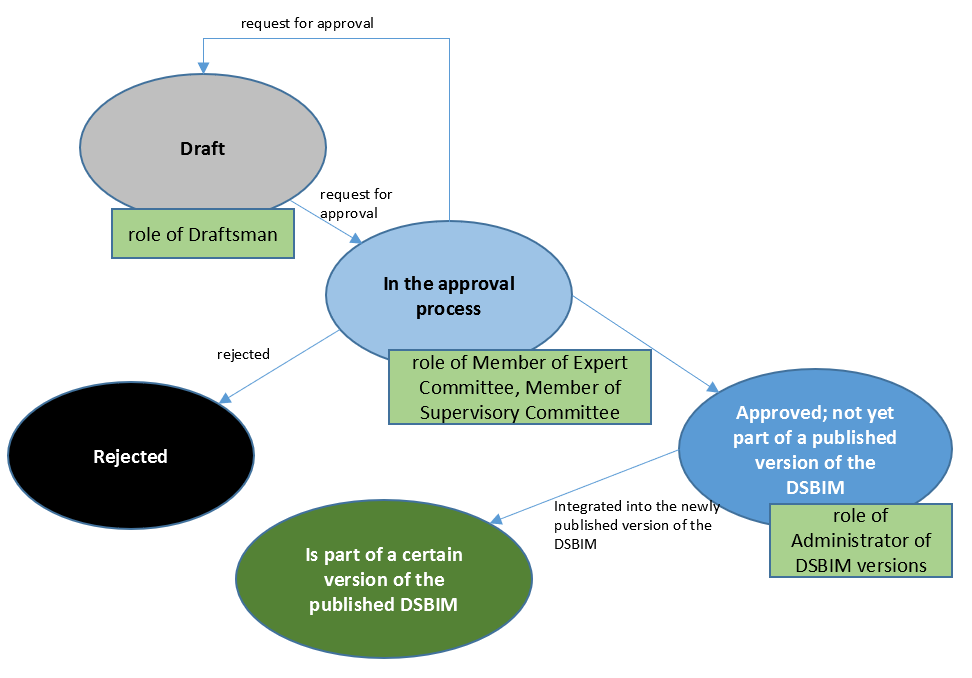 request for approval
Draft
request for
approval
role of Draftsman
In the approval
process
rejected
role of Member of Expert
Committee, Member of
Supervisory Committee
Rejected
Approved; not yet
part of a published
version of the
DSBIM
Integrated into the newly
published version of the
DSBIM
role of
Administrator of
DSBIM versions
Is part of a certain
version of the
published DSBIM